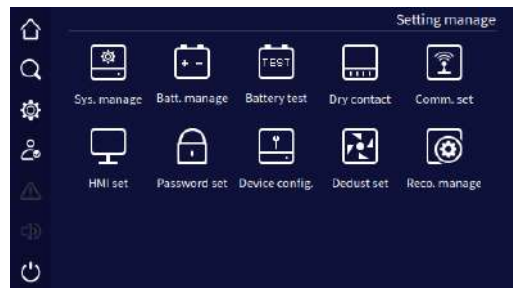 Setting manage
+ -
TEST
Sys. manage Batt. manage Battery test Dry contact Comm. set
HMI set Password set Device config. Dedust set Reco. manage